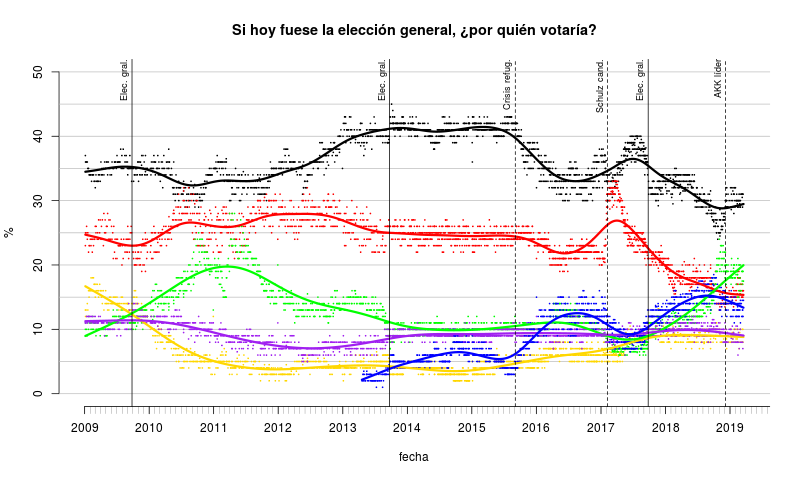 Si hoy fuese la elección general, ¿por quién votaría?
Elec. gral.
Elec. gral.
Crisis refug.
Schulz cand.
Elec. gral.
AKK líder
50
40
30
20
10
0
%
2009 2010 2011 2012 2013 2014 2015 2016 2017 2018 2019
fecha